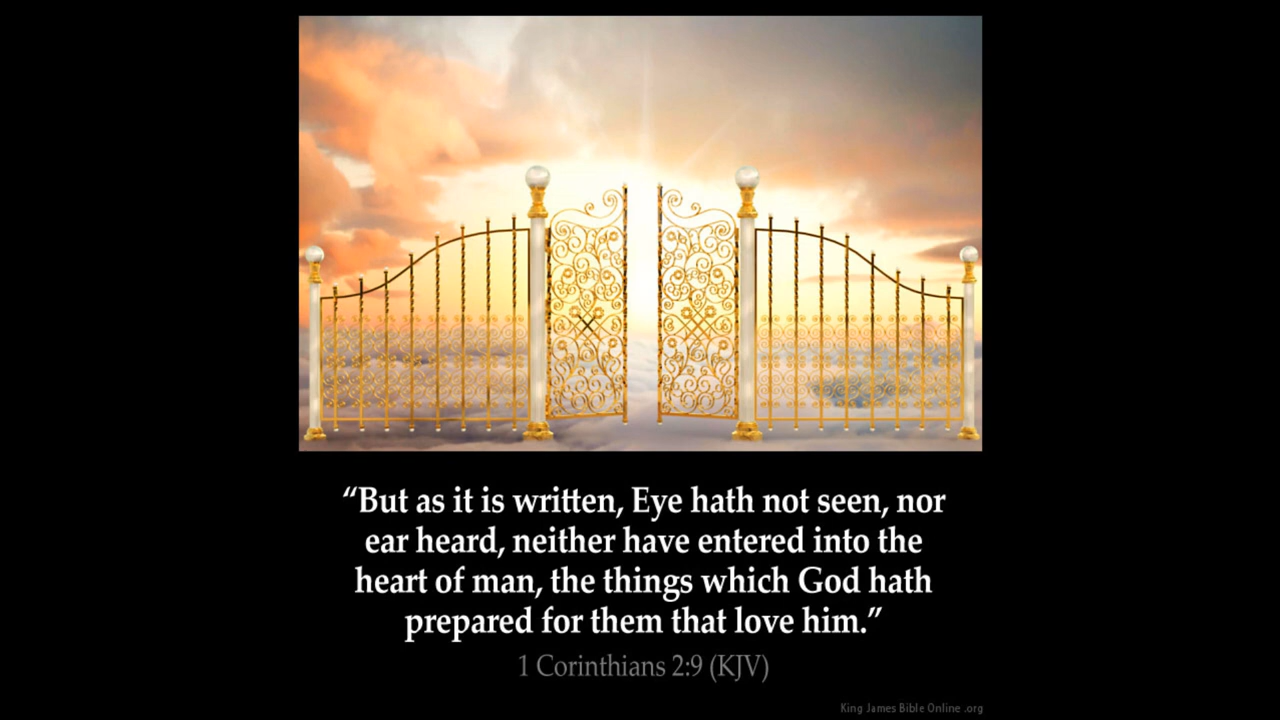 “But as it is written, Eye hath not seen, nor
ear heard, neither have entered into the
heart of man, the things which God hath
prepared for them that love him.”
1 Corinthians 2:9 (KJV)
King James Bible Online .org